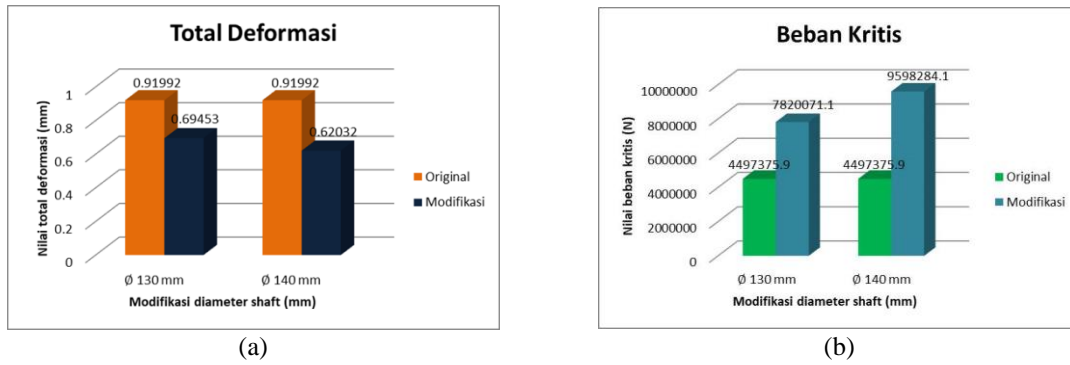 Total Deformasi
0.91992
0.91992
0.69453
0.62032
1
0.8
0.6
0.4
0.2
0
Nilai total deformasi (mm)
Original
Modifikasi
Ø 130 mm
Ø 140 mm
Modifikasi diameter shaft (mm)
(a)
Beban Kritis
9598284.1
7820071.1
4497375.9
4497375.9
10000000
8000000
6000000
4000000
2000000
0
Nilai beban kritis (N)
Original
Modifikasi
Ø 130 mm
Ø 140 mm
Modifikasi diameter shaft (mm)
(b)